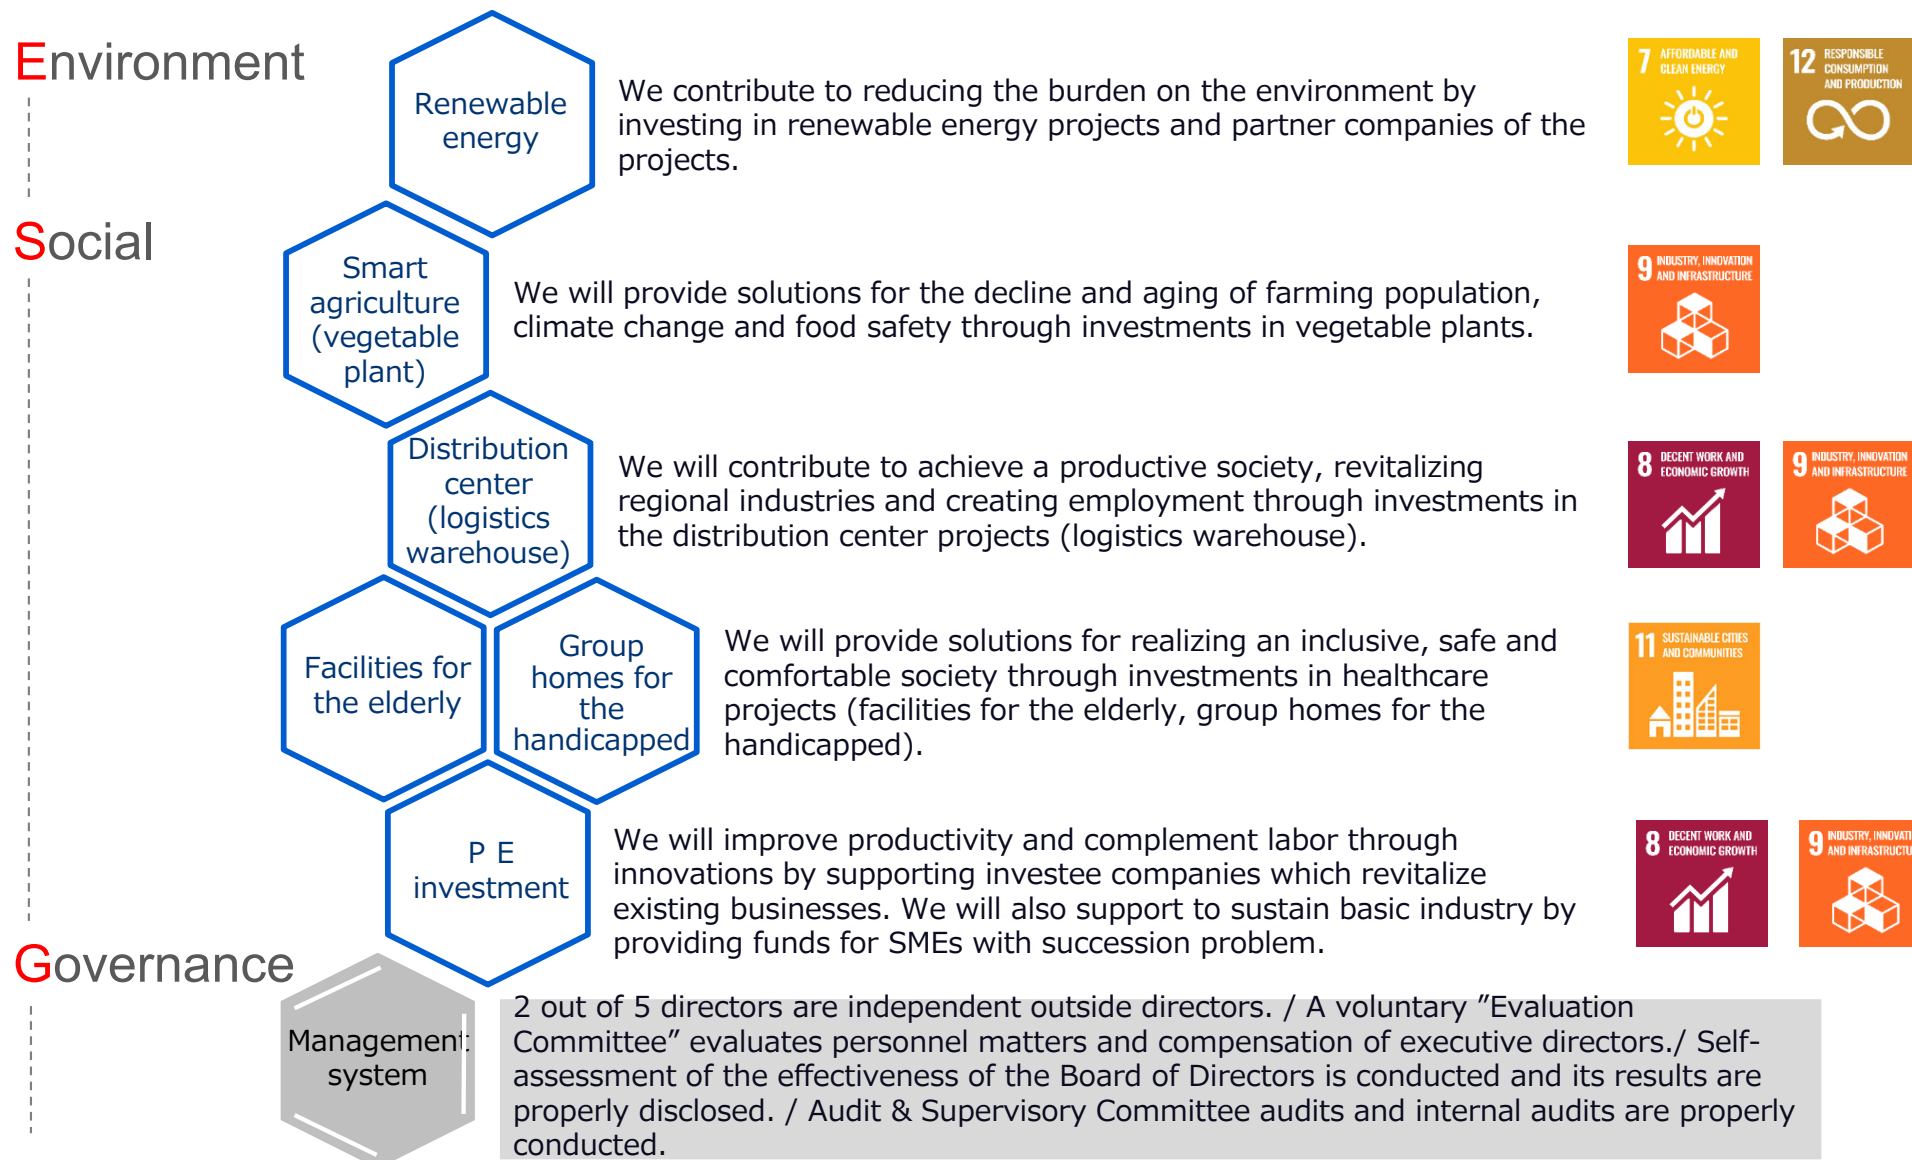 Environment
Renewable
energy
We contribute to reducing the burden on the environment by
investing in renewable energy projects and partner companies of the
projects.
7 AFFORDABLE AND
CLEAN ENERGY
12 RESPONSIBLE
CONSUMPTION
AND PRODUCTION
Social
Smart
agriculture
(vegetable
plant)
We will provide solutions for the decline and aging of farming population,
climate change and food safety through investments in vegetable plants.
9 INDUSTRY, INNOVATION
AND INFRASTRUCTURE
Distribution
center
(logistics
warehouse)
We will contribute to achieve a productive society, revitalizing
regional industries and creating employment through investments in
the distribution center projects (logistics warehouse).
8 DECENT WORK AND
ECONOMIC GROWTH
9 INDUSTRY, INNOVATION
AND INFRASTRUCTURE
Facilities for
the elderly
Group
homes for
the
handicapped
We will provide solutions for realizing an inclusive, safe and
comfortable society through investments in healthcare
projects (facilities for the elderly, group homes for the
handicapped).
11 SUSTAINABLE CITIES
AND COMMUNITIES
P E
investment
We will improve productivity and complement labor through
innovations by supporting investee companies which revitalize
existing businesses. We will also support to sustain basic industry by
providing funds for SMEs with succession problem.
8 DECENT WORK AND
ECONOMIC GROWTH
9 INDUSTRY, INNOVATI
AND INFRASTRUCTU
Governance
Management
system
2 out of 5 directors are independent outside directors. / A voluntary ”Evaluation
Committee” evaluates personnel matters and compensation of executive directors./ Self-
assessment of the effectiveness of the Board of Directors is conducted and its results are
properly disclosed. / Audit & Supervisory Committee audits and internal audits are properly
conducted.